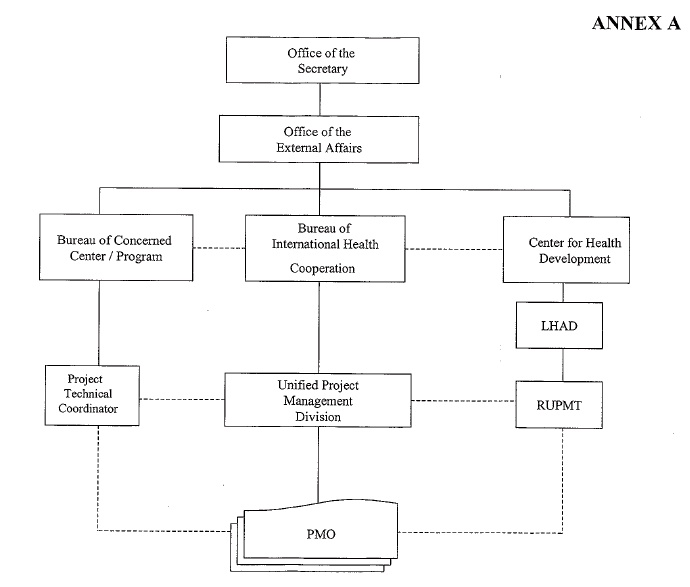 ANNEX A
Office of the
Secretary
Office of the
External Affairs
Bureau of Concerned
Center / Program
Bureau of
International Health
Cooperation
Center for Health
Development
LHAD
Project
Technical
Coordinator
Unified Project
Management
Division
RUPMT
PMO